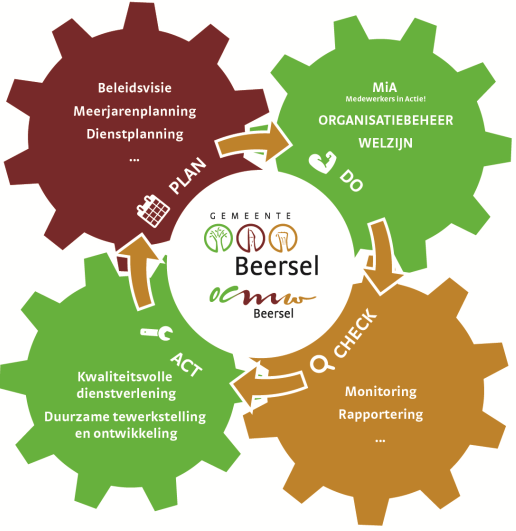 Beleidsvisie
Meerjarenplanning
Dienstplanning
...
PLAN
MiA
Medewerkers in Actie!
ORGANISATIEBEHEER
WELZIJN
DO
GEMEENTE
Beersel
ocmw
Beersel
CHECK
Monitoring
Rapportering
...
ACT
Kwaliteitsvolle
dienstverlening
Duurzame tewerkstelling
en ontwikkeling